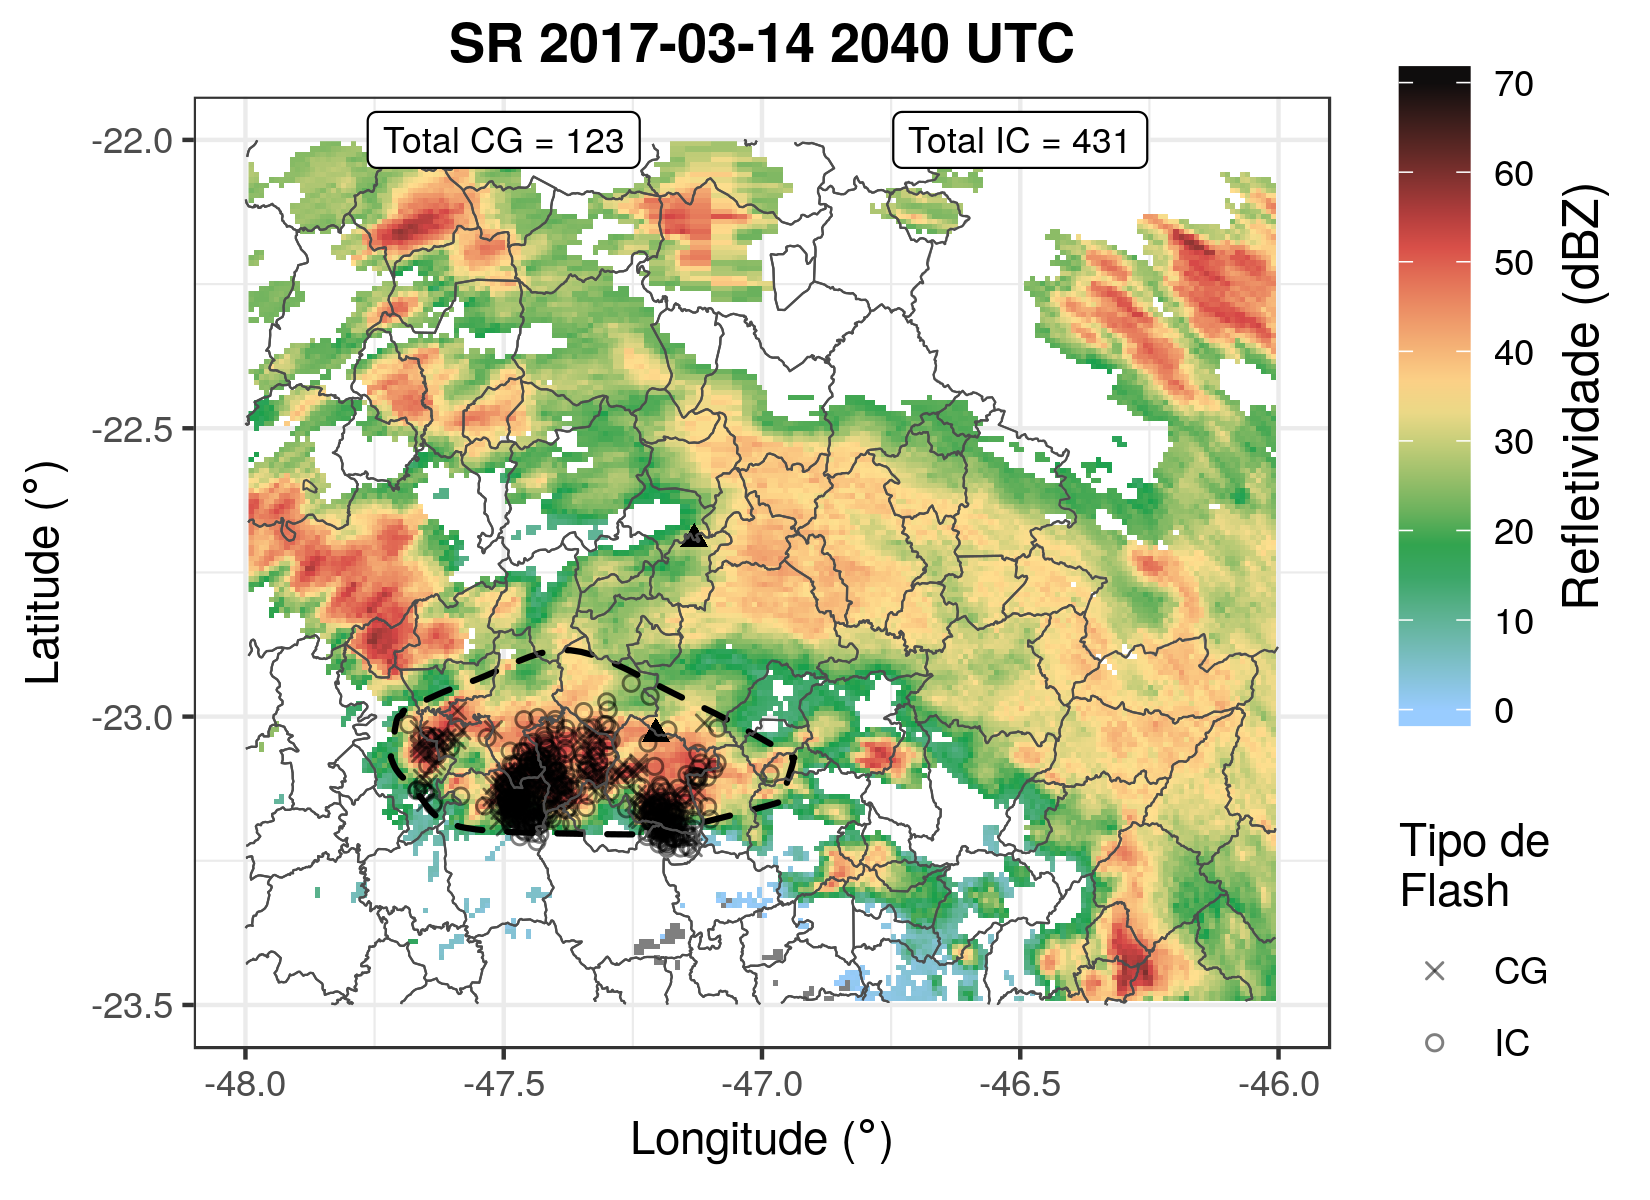 SR 2017-03-14 2040 UTC
Total CG = 123
Total IC = 431
-22.0
-22.5
-23.0
-23.5
Latitude (°)
-48.0
-47.5
-47.0
-46.5
-46.0
Longitude (°)
70
60
50
40
30
20
10
0
Refletividade (dBZ)
Tipo de
Flash
CG
IC